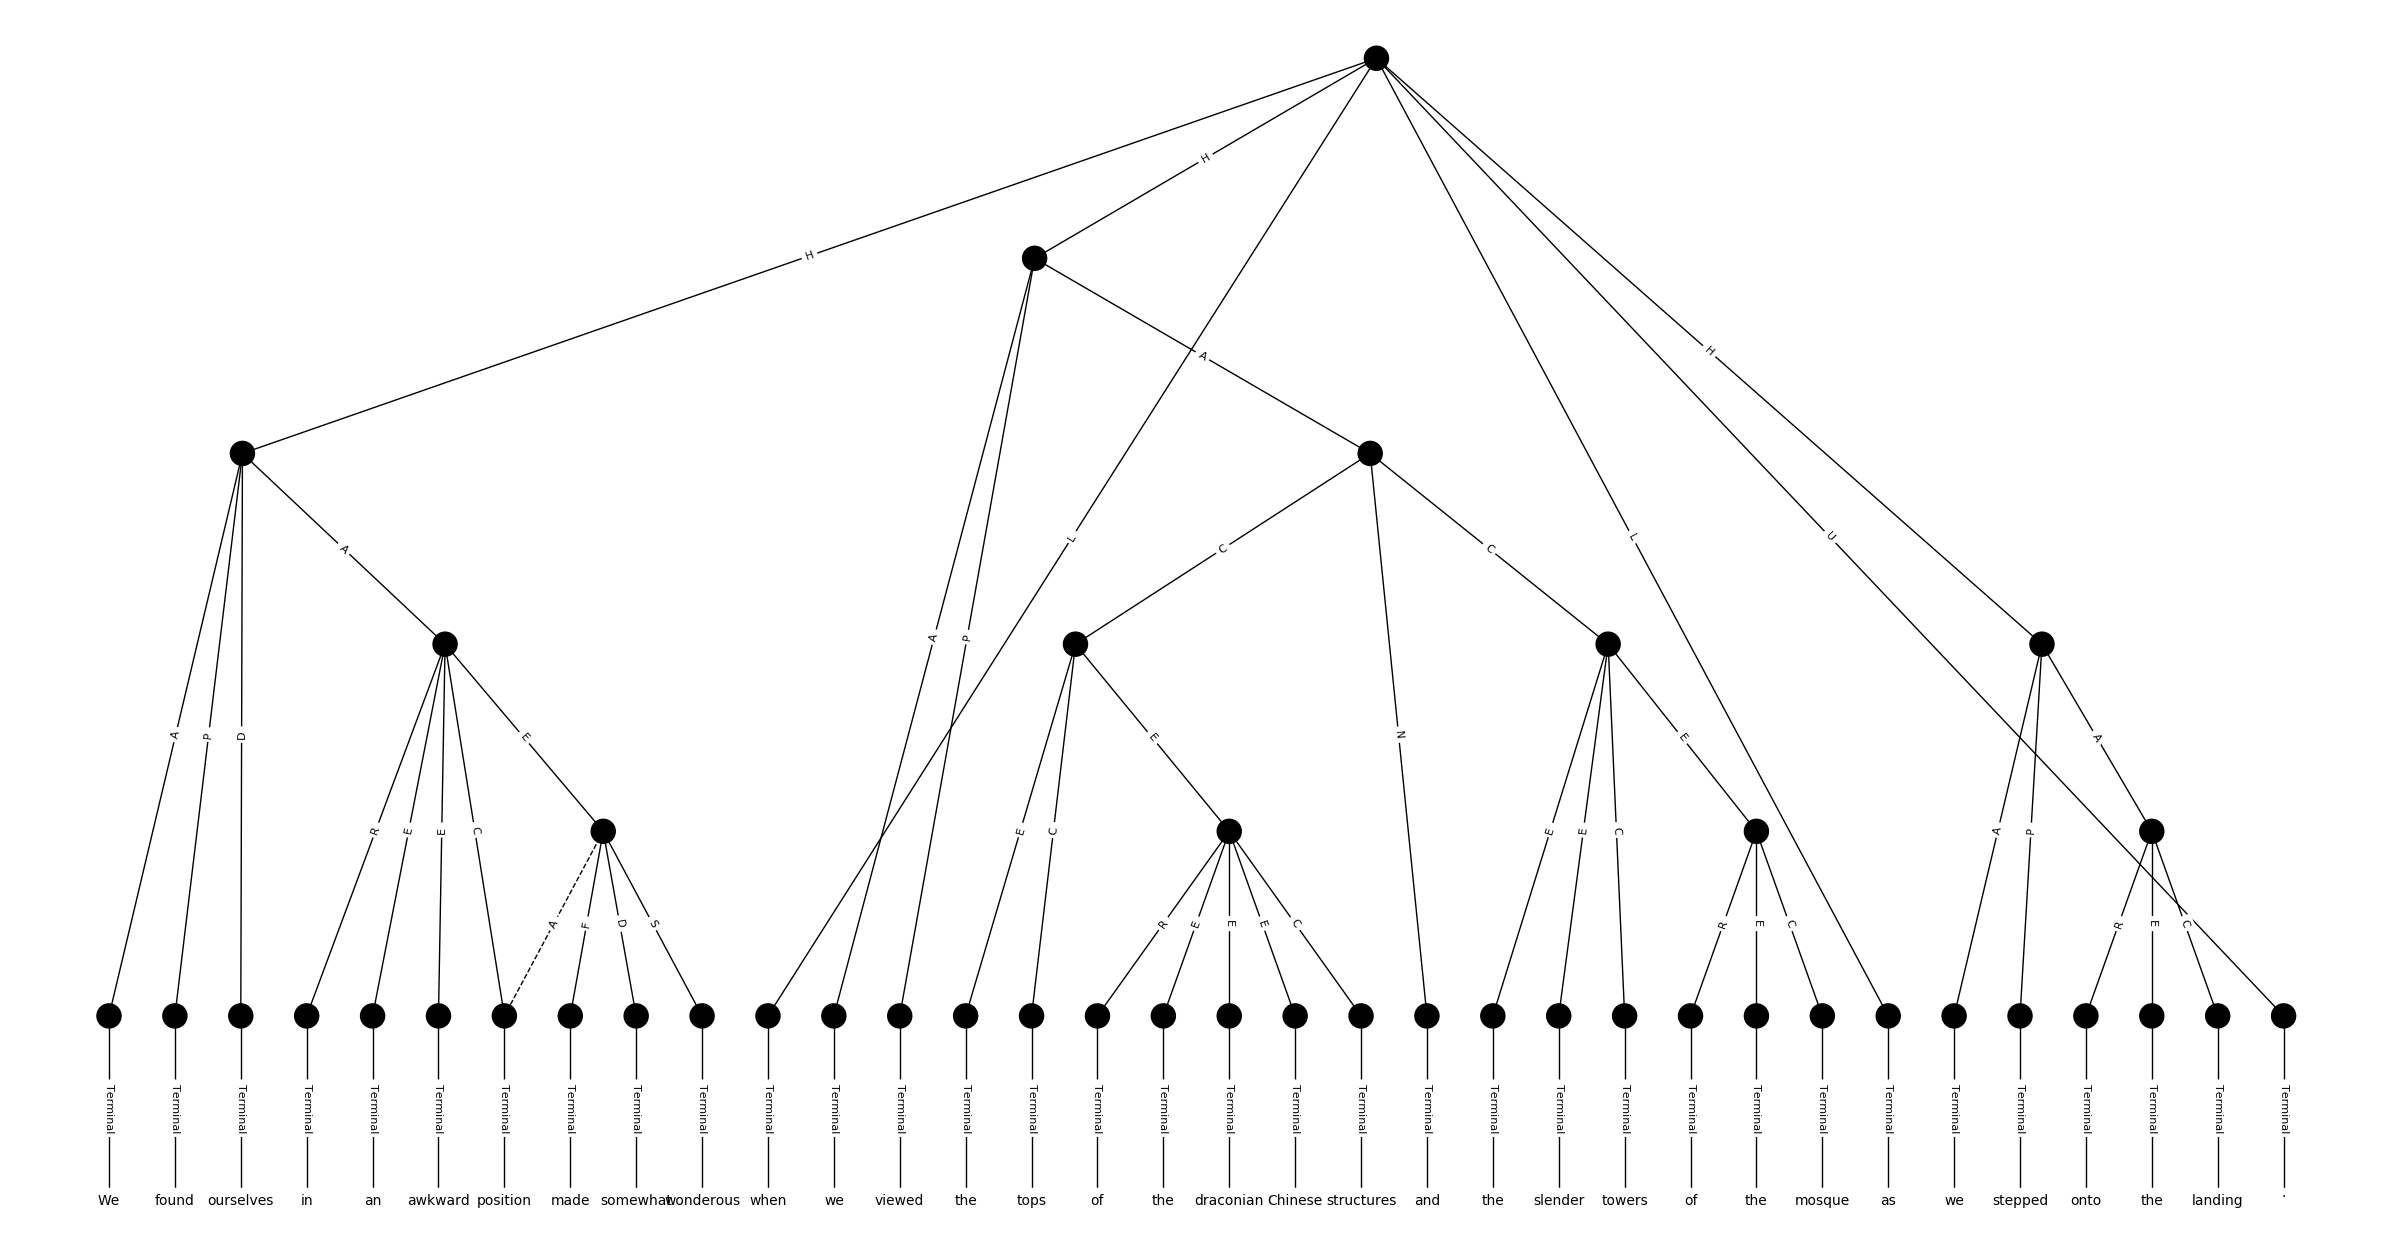 H
H
A
H
L
L
U
C
C
A
A
P
A
P
D
N
E
E
E
A
R
E
E
C
E
C
E
E
C
A
P
A
F
D
S
R
E
E
E
C
R
E
C
R
E
C
Terminal Terminal Terminal Terminal Terminal Terminal Terminal Terminal Terminal Terminal Terminal Terminal Terminal Terminal Terminal Terminal Terminal Terminal Terminal Terminal Terminal Terminal Terminal Terminal Terminal Terminal Terminal Terminal Terminal Terminal Terminal Terminal Terminal Terminal
We found ourselves in an awkward position made somewhat wonderous when we viewed the tops of the draconian Chinese structures and the slender towers of the mosque as we stepped onto the landing .